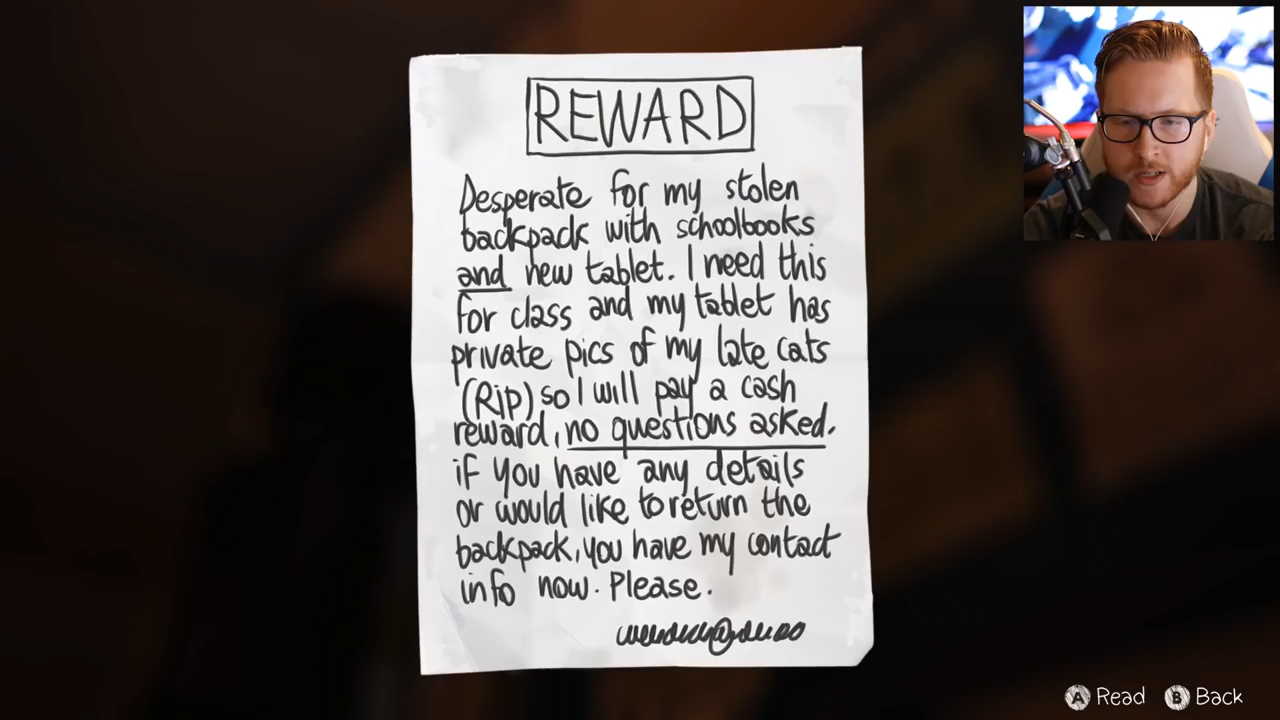 REWARD
Desperate for my stolen
backpack with schoolbooks
and new tablet. I need this
for class and my tablet has
private pics of my late cats
(Rip) so I will pay a cash
reward, no questions asked.
if you have any details
or would like to return the
backpack, you have my contact
info now. Please.
A Read B Back